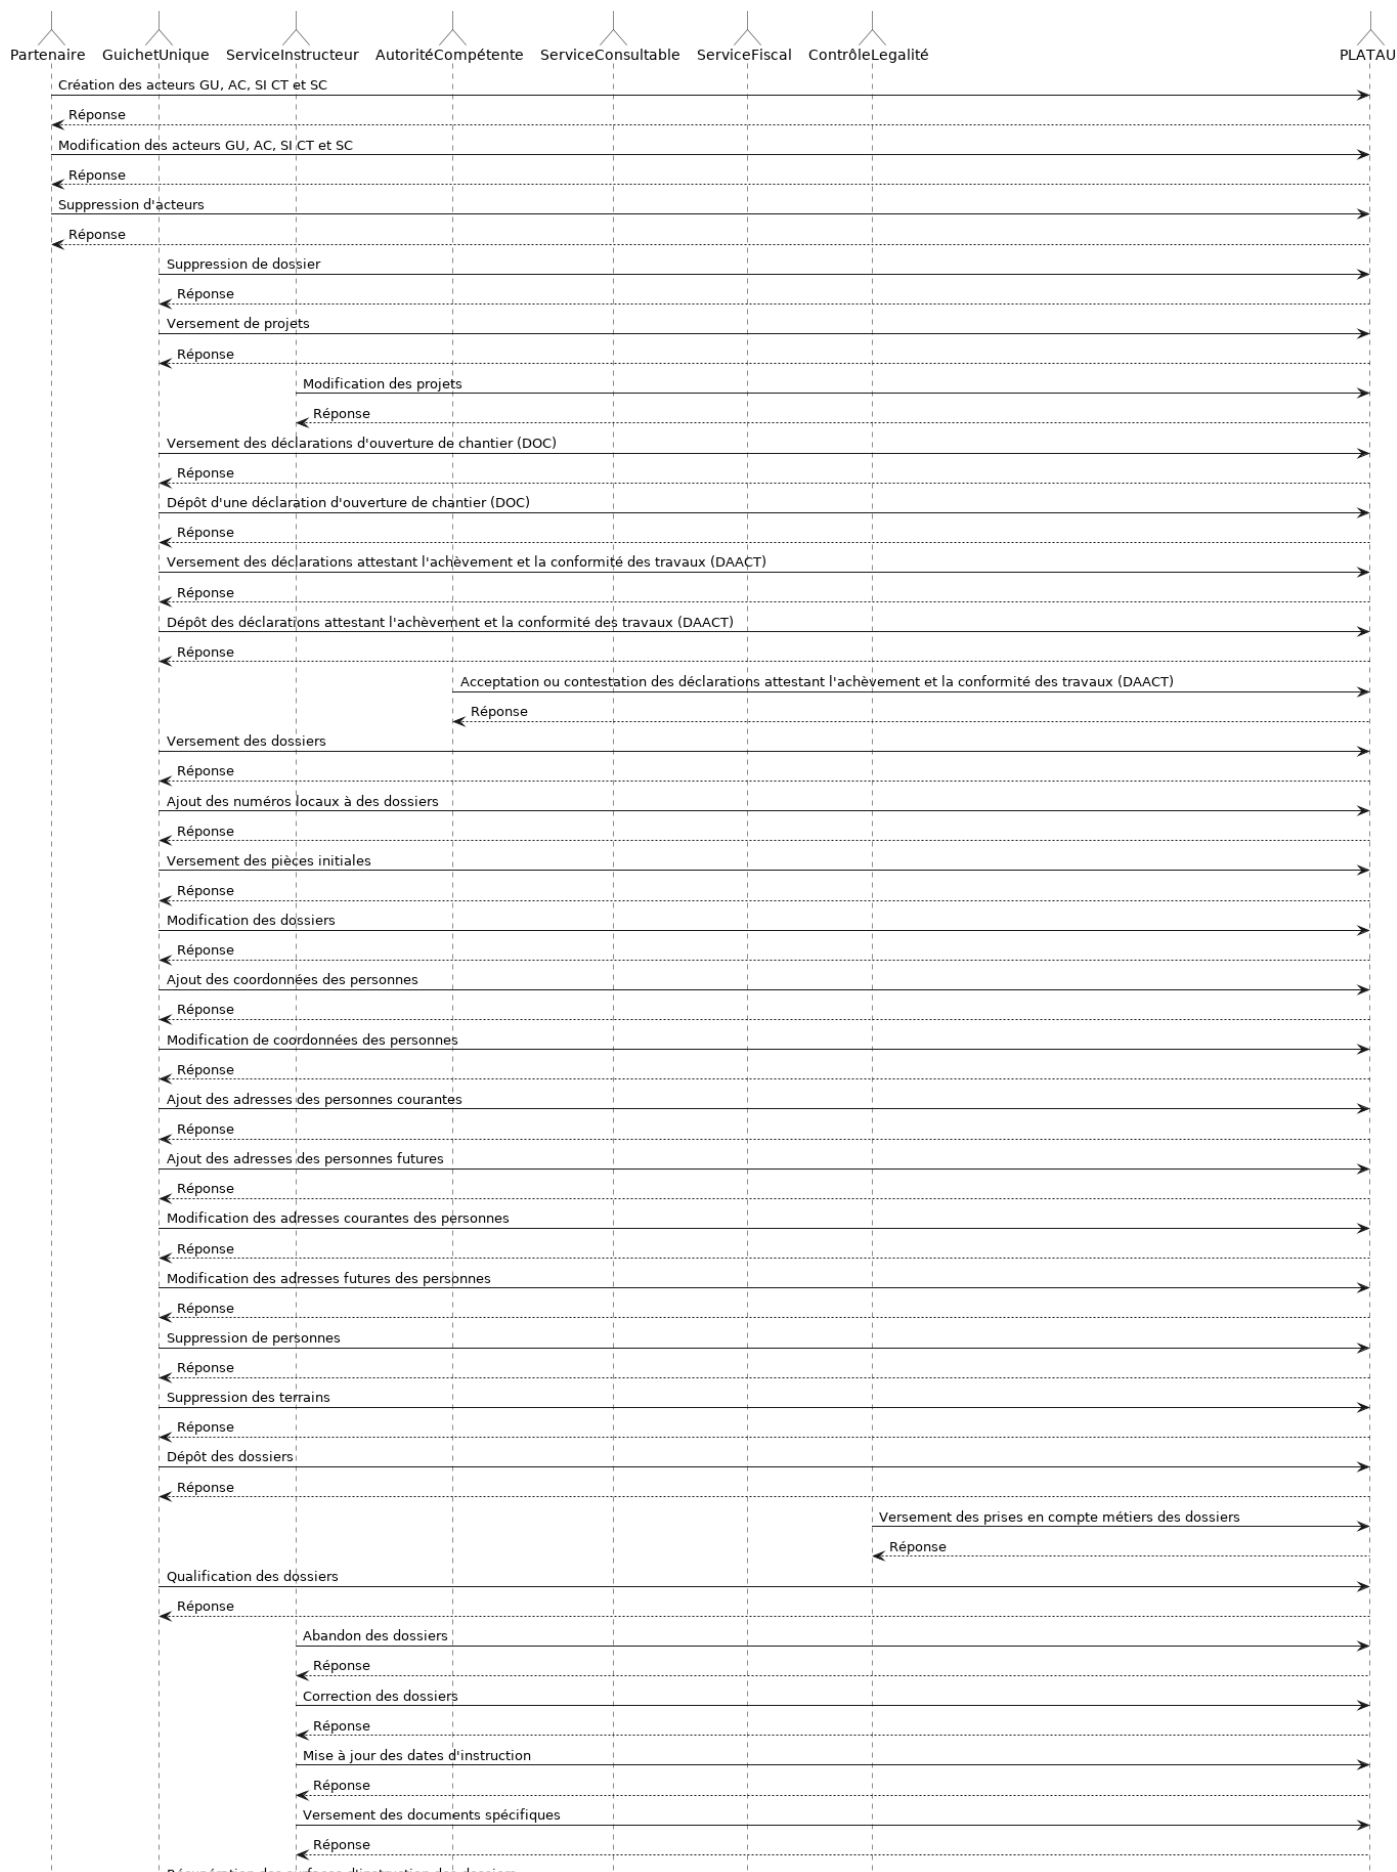 Partenaire GuichetUnique ServiceInstructeur AutoritéCompétente ServiceConsultable ServiceFiscal ContrôleLegalité PLATAU
Création des acteurs GU, AC, SI CT et SC
Réponse
Modification des acteurs GU, AC, SI CT et SC
Réponse
Suppression d'acteurs
Réponse
Suppression de dossier
Réponse
Versement de projets
Réponse
Modification des projets
Réponse
Versement des déclarations d'ouverture de chantier (DOC)
Réponse
Dépôt d'une déclaration d'ouverture de chantier (DOC)
Réponse
Versement des déclarations attestant l'achèvement et la conformité des travaux (DAACT)
Réponse
Dépôt des déclarations attestant l'achèvement et la conformité des travaux (DAACT)
Réponse
Acceptation ou contestation des déclarations attestant l'achèvement et la conformité des travaux (DAACT)
Réponse
Versement des dossiers
Réponse
Ajout des numéros locaux à des dossiers
Réponse
Versement des pièces initiales
Réponse
Modification des dossiers
Réponse
Ajout des coordonnées des personnes
Réponse
Modification de coordonnées des personnes
Réponse
Ajout des adresses des personnes courantes
Réponse
Ajout des adresses des personnes futures
Réponse
Modification des adresses courantes des personnes
Réponse
Modification des adresses futures des personnes
Réponse
Suppression de personnes
Réponse
Suppression des terrains
Réponse
Dépôt des dossiers
Réponse
Versement des prises en compte métiers des dossiers
Réponse
Qualification des dossiers
Réponse
Abandon des dossiers
Réponse
Correction des dossiers
Réponse
Mise à jour des dates d'instruction
Réponse
Versement des documents spécifiques
Réponse